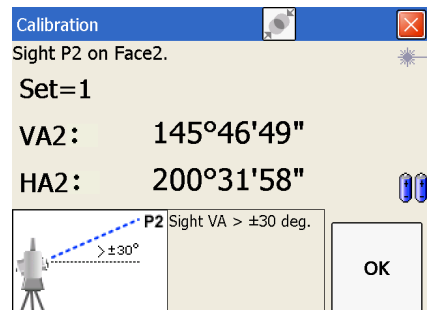 Calibration
Sight P2 on Face2.
Set=1
VA2: 145°46'49"
HA2: 200°31'58"
P2 Sight VA > ±30 deg.
>±30°
OK